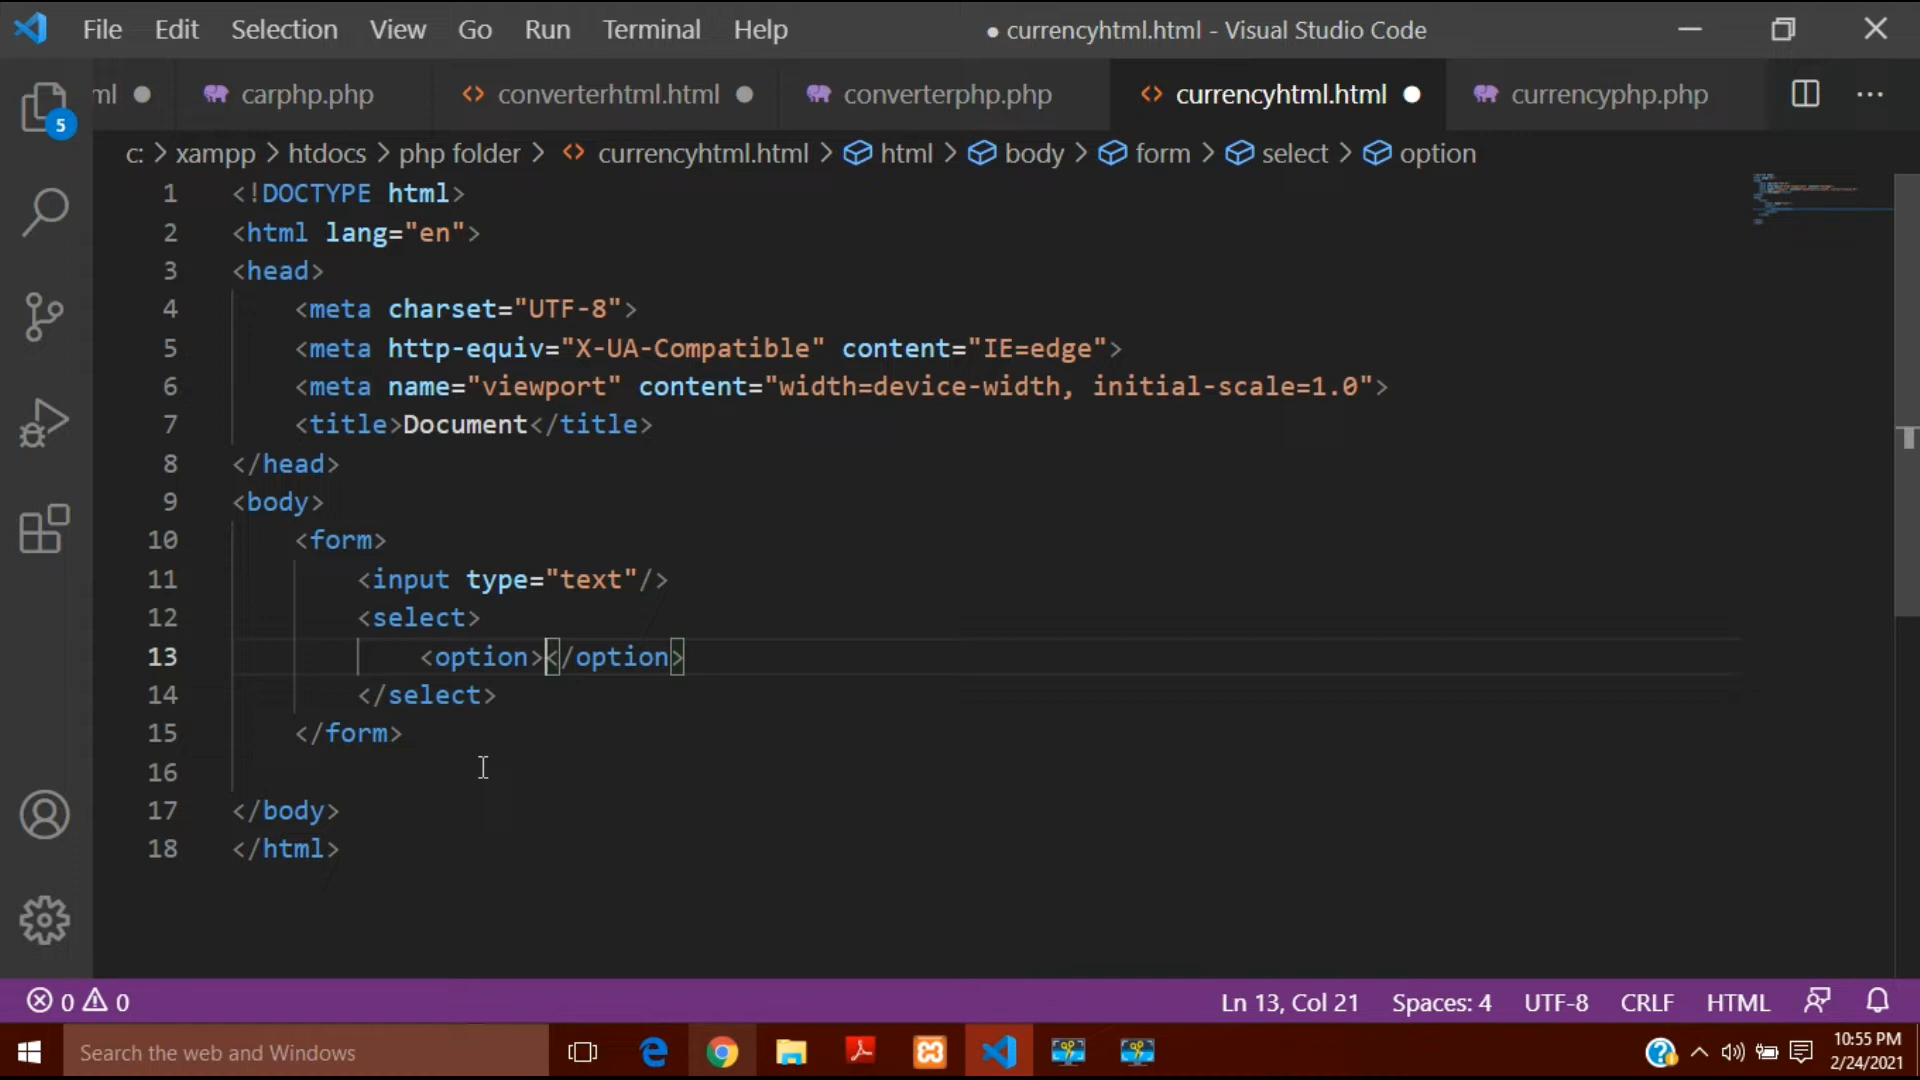 File Edit Selection View Go Run Terminal Help ● currencyhtml.html - Visual Studio Code
ml ● carphp.php converterhtml.html ● converterphp.php currencyhtml.html ● currencyphp.php ...
5
c: > xampp > htdocs > php folder > <> currencyhtml.html > html > body > form > select > option
1 <!DOCTYPE html>
2 <html lang="en">
3 <head>
4 <meta charset="UTF-8">
5 <meta http-equiv="X-UA-Compatible" content="IE=edge">
6 <meta name="viewport" content="width=device-width, initial-scale=1.0">
7 <title>Document</title>
8 </head>
9 <body>
10 <form>
11 <input type="text"/>
12 <select>
13 <option></option>
14 </select>
15 </form>
16
17 </body>
18 </html>
0 0 Ln 13, Col 21 Spaces: 4 UTF-8 CRLF HTML
Search the web and Windows
10:55 PM
2/24/2021